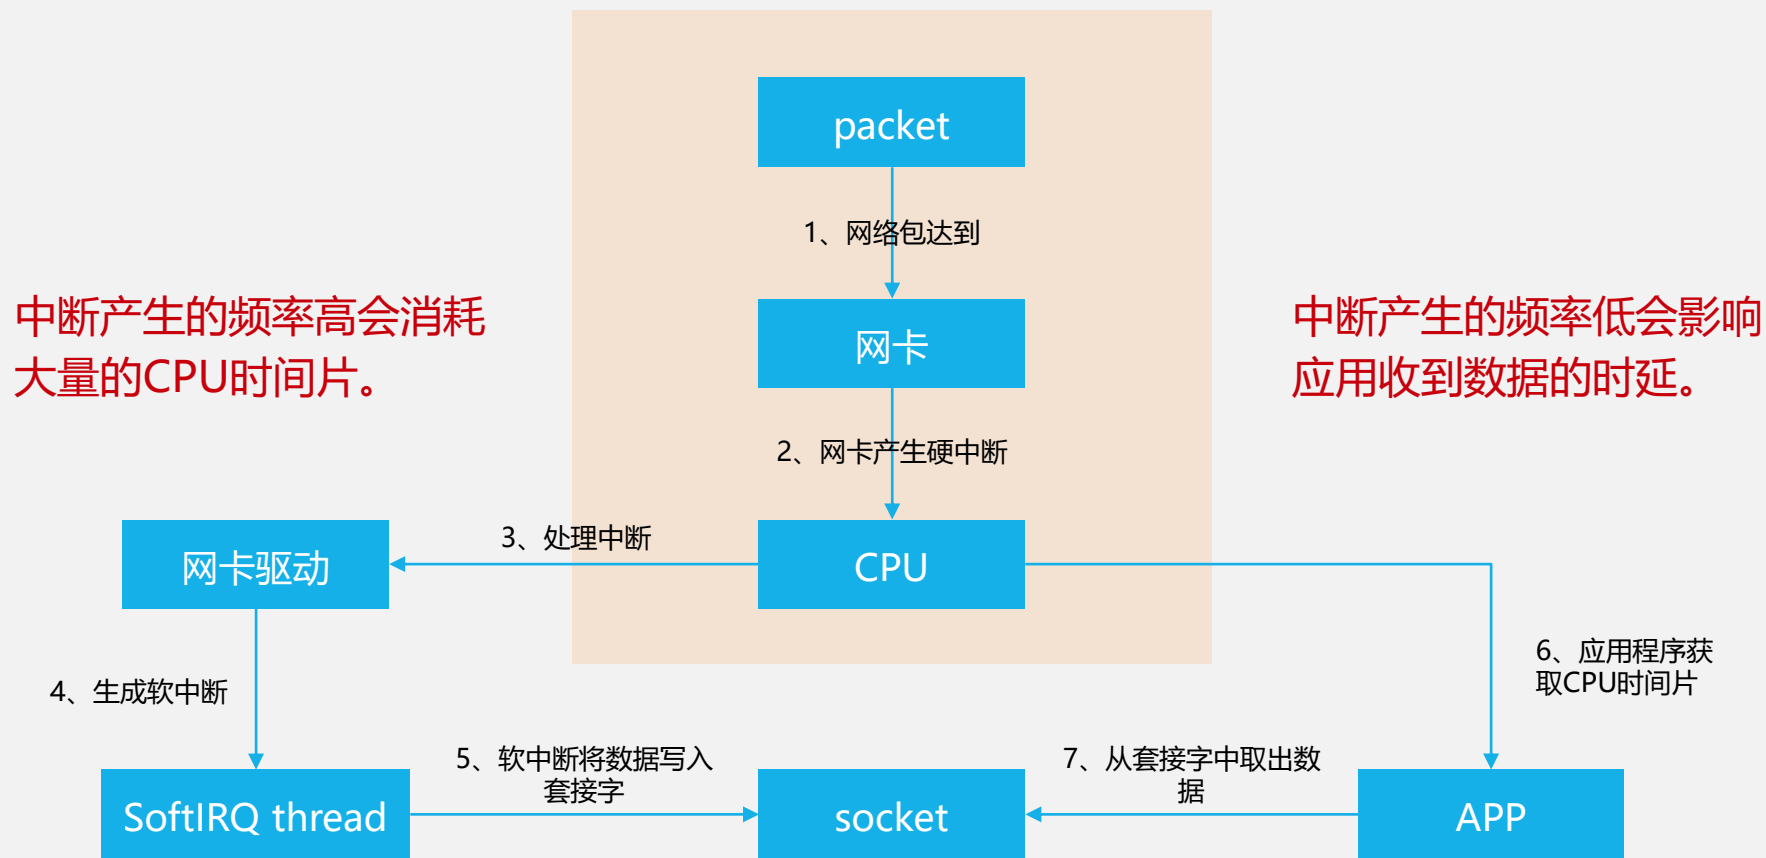 packet
1、网络包达到
中断产生的频率高会消耗
大量的CPU时间片。
网卡
中断产生的频率低会影响
应用收到数据的时延。
2、网卡产生硬中断
网卡驱动
3、处理中断
CPU
4、生成软中断
6、应用程序获
取CPU时间片
5、软中断将数据写入
套接字
7、从套接字中取出数
据
SoftIRQ thread
socket
APP